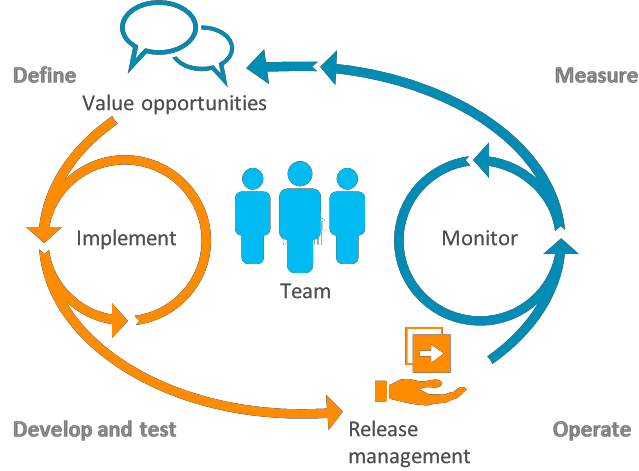 Define
Measure
Value opportunities
Implement
Monitor
Team
Develop and test
Release
management
Operate